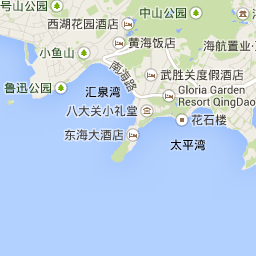 号山公园
中山公园
西湖花园酒店
海航置业·万
小鱼山
黄海饭店
南海路
武胜关度假酒店
鲁迅公园
汇泉湾
Gloria Garden
Resort QingDao
八大关小礼堂
花石楼
东海大酒店
太平湾